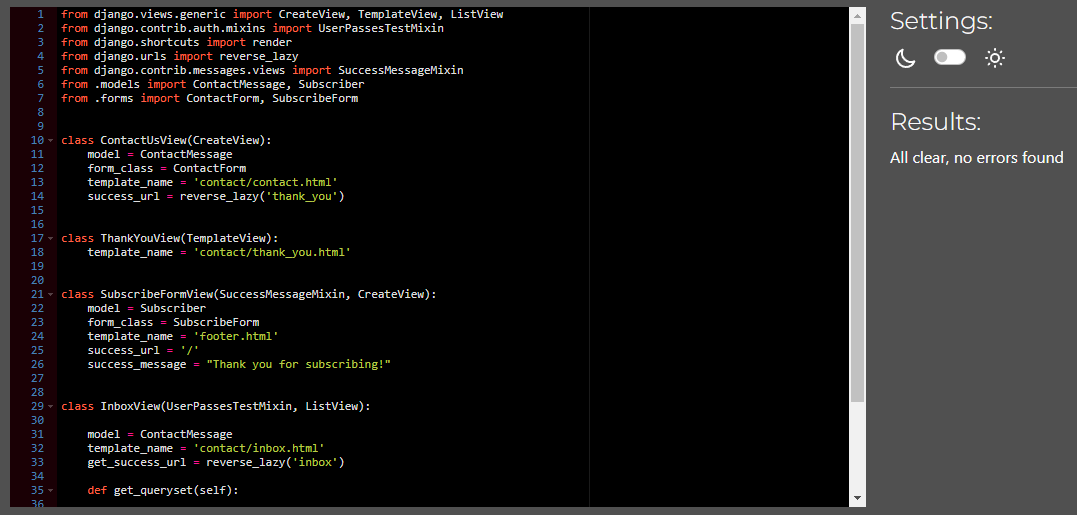 1 from django.views.generic import CreateView, TemplateView, ListView
2 from django.contrib.auth.mixins import UserPassesTestMixin
3 from django.shortcuts import render
4 from django.urls import reverse_lazy
5 from django.contrib.messages.views import SuccessMessageMixin
6 from .models import ContactMessage, Subscriber
7 from .forms import ContactForm, SubscribeForm
8
9
10 class ContactUsView(CreateView):
11     model = ContactMessage
12     form_class = ContactForm
13     template_name = 'contact/contact.html'
14     success_url = reverse_lazy('thank_you')
15
16
17 class ThankYouView(TemplateView):
18     template_name = 'contact/thank_you.html'
19
20
21 class SubscribeFormView(SuccessMessageMixin, CreateView):
22     model = Subscriber
23     form_class = SubscribeForm
24     template_name = 'footer.html'
25     success_url = '/'
26     success_message = "Thank you for subscribing!"
27
28
29 class InboxView(UserPassesTestMixin, ListView):
30
31     model = ContactMessage
32     template_name = 'contact/inbox.html'
33     get_success_url = reverse_lazy('inbox')
34
35     def get_queryset(self):
36
Settings:
Results:
All clear, no errors found